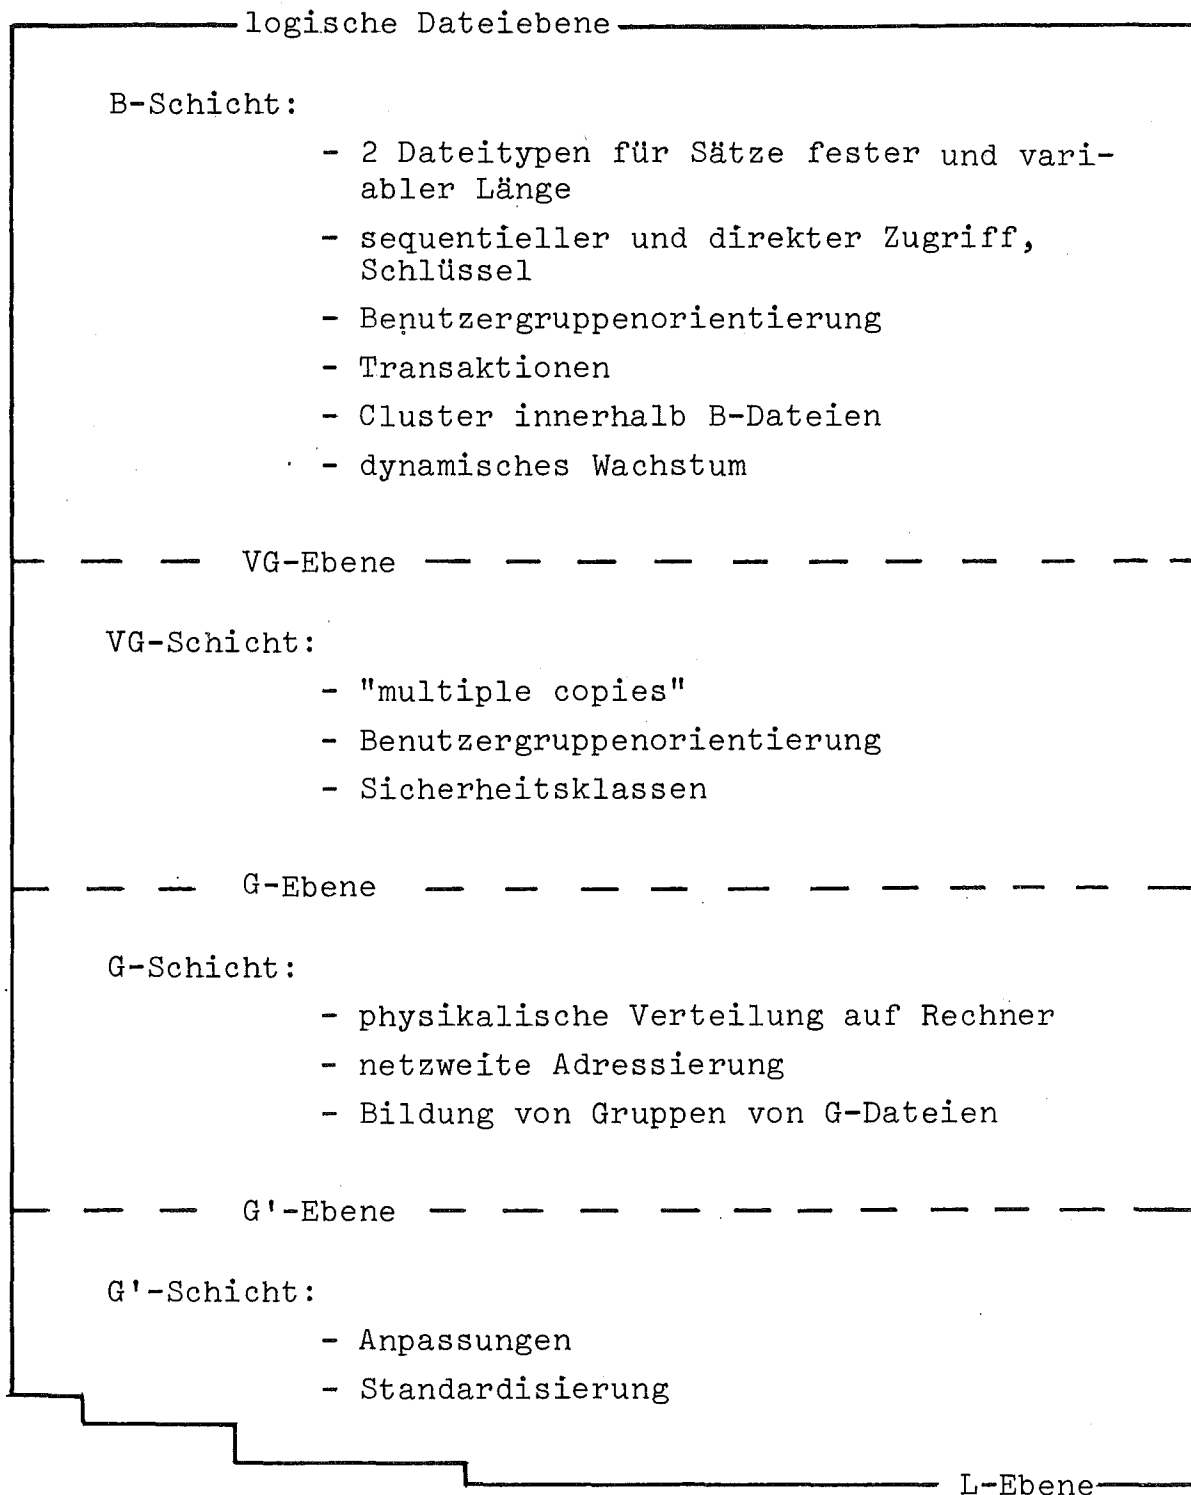 logische Dateiebene
B-Schicht:
- 2 Dateitypen für Sätze fester und vari-
abler Länge
- sequentieller und direkter Zugriff,
Schlüssel
- Benutzergruppenorientierung
- Transaktionen
- Cluster innerhalb B-Dateien
- dynamisches Wachstum
VG-Ebene
VG-Schicht:
- "multiple copies"
- Benutzergruppenorientierung
- Sicherheitsklassen
G-Ebene
G-Schicht:
- physikalische Verteilung auf Rechner
- netzweite Adressierung
- Bildung von Gruppen von G-Dateien
G'-Ebene
G'-Schicht:
- Anpassungen
- Standardisierung
L-Ebene